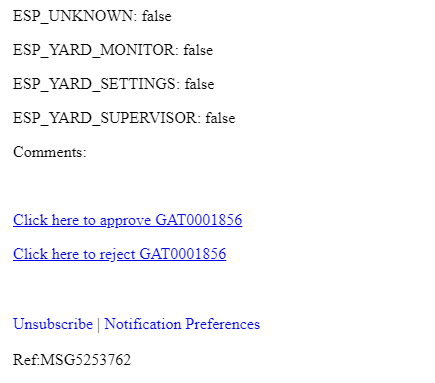 ESP_UNKNOWN: false
ESP_YARD_MONITOR: false
ESP_YARD_SETTINGS: false
ESP_YARD_SUPERVISOR: false
Comments:
Click here to approve GAT0001856
Click here to reject GAT0001856
Unsubscribe | Notification Preferences
Ref:MSG5253762